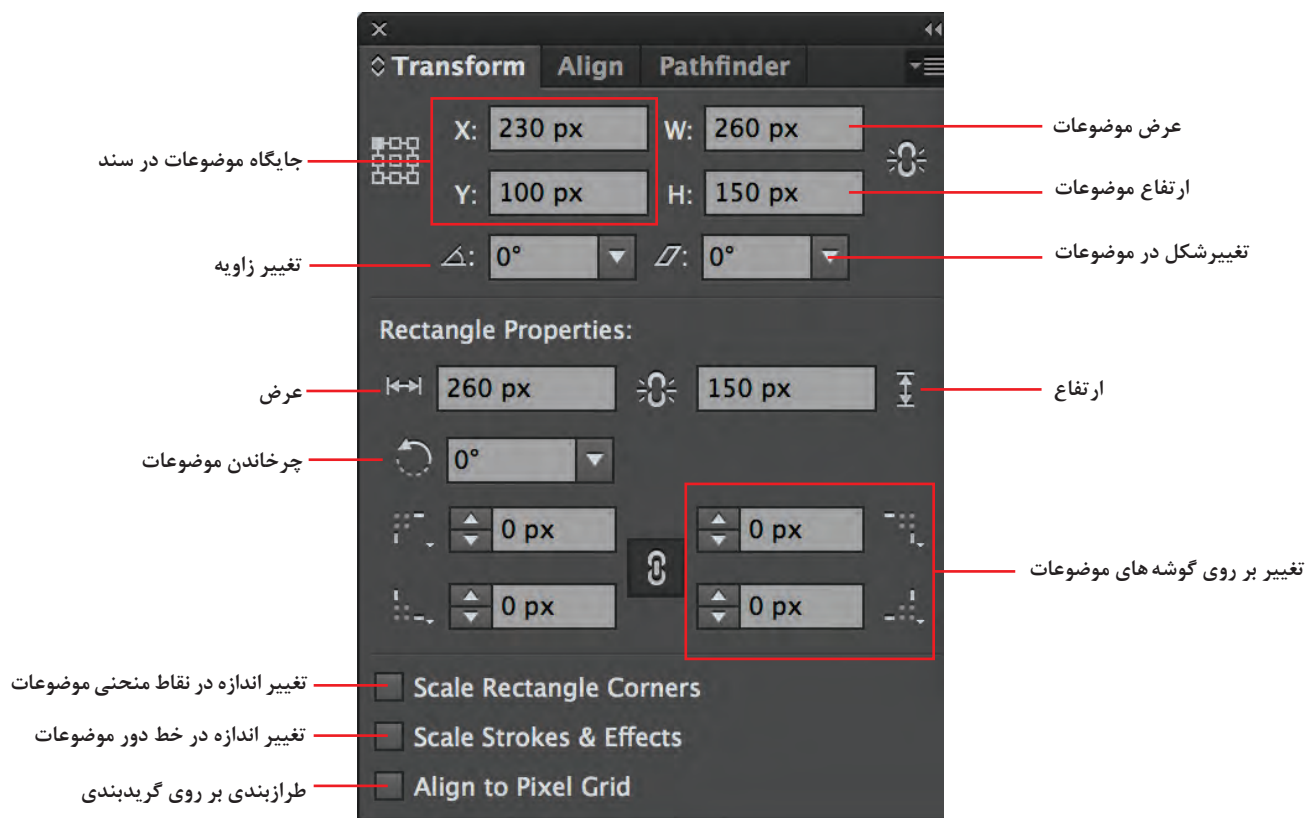 Transform Align Pathfinder
X: 230 px W: 260 px
عرض موضوعات
جایگاه موضوعات در سند
Y: 100 px H: 150 px
ارتفاع موضوعات
تغییر زاویه
0° 0°
تغییرشکل در موضوعات
Rectangle Properties:
عرض
260 px 150 px
ارتفاع
چرخاندن موضوعات
0°
0 px 0 px
تغییر بر روی گوشه های موضوعات
0 px 0 px
تغییر اندازه در نقاط منحنی موضوعات
Scale Rectangle Corners
تغییر اندازه در خط دور موضوعات
Scale Strokes & Effects
طرازبندی بر روی گریدبندی
Align to Pixel Grid